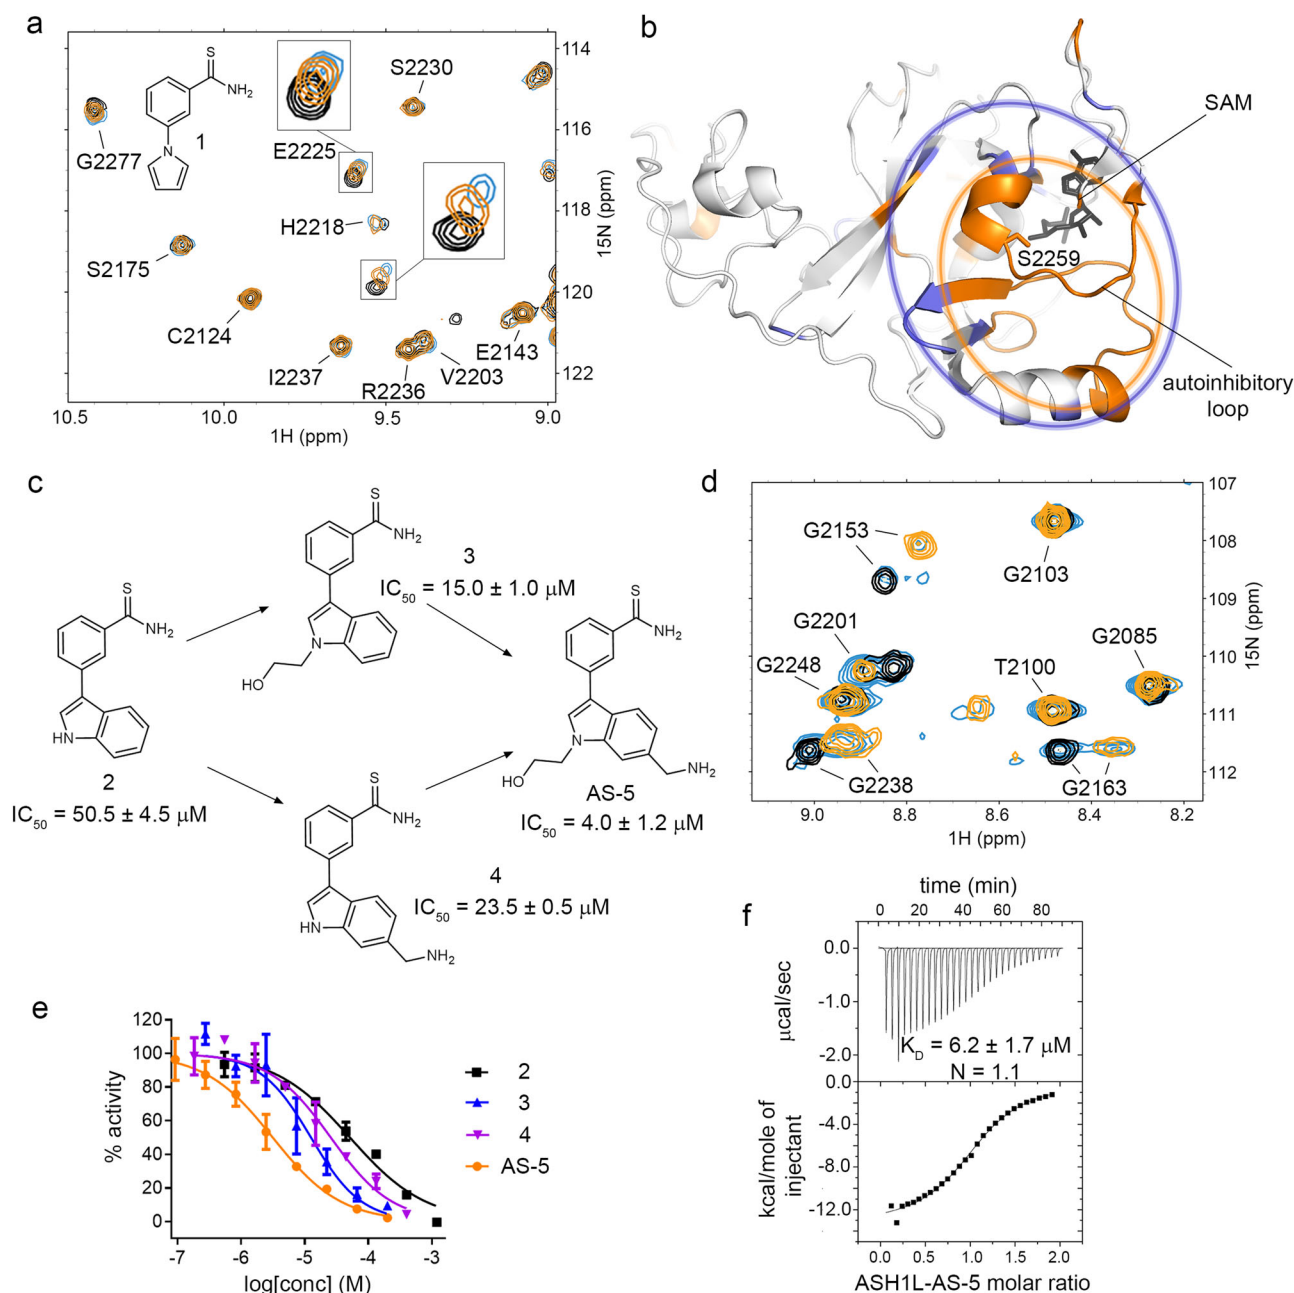 a
S
NH2
N
1
G2277
E2225
S2230
H2218
S2175
C2124
I2237
R2236
V2203
E2143
114
116
118
120
122
15N (ppm)
10.5
10.0
9.5
9.0
1H (ppm)
b
SAM
S2259
autoinhibitory
loop
c
S
NH2
HN
2
IC50 = 50.5 ± 4.5 µM
S
NH2
N
HO
3
IC50 = 15.0 ± 1.0 µM
S
NH2
HN
NH2
4
IC50 = 23.5 ± 0.5 µM
S
NH2
N
HO
NH2
AS-5
IC50 = 4.0 ± 1.2 µM
d
G2153
G2103
G2201
G2248
T2100
G2085
G2238
G2163
107
108
109
110
111
112
15N (ppm)
9.0
8.8
8.6
8.4
8.2
1H (ppm)
e
120
100
80
60
40
20
0
% activity
-7
-6
-5
-4
-3
log[conc] (M)
2
3
4
AS-5
f
time (min)
0 20 40 60 80
0.0
-1.0
-2.0
µcal/sec
KD = 6.2 ± 1.7 µM
N = 1.1
0.0
-4.0
-8.0
-12.0
kcal/mole of
injectant
0.0 0.5 1.0 1.5 2.0
ASH1L-AS-5 molar ratio